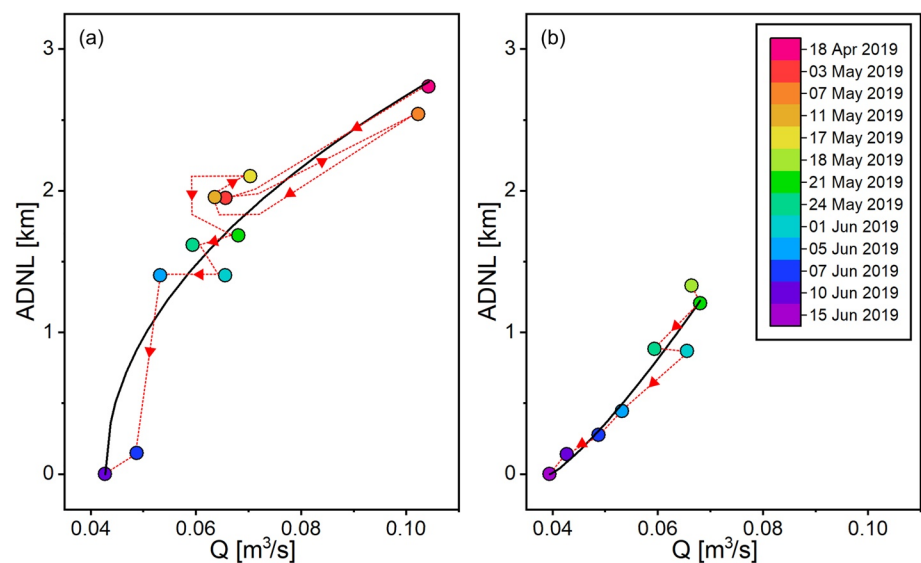 (a)
3
2
1
0
ADNL [km]
0.04 0.06 0.08 0.10
Q [m³/s]
(b)
3
2
1
0
ADNL [km]
0.04 0.06 0.08 0.10
Q [m³/s]
18 Apr 2019
03 May 2019
07 May 2019
11 May 2019
17 May 2019
18 May 2019
21 May 2019
24 May 2019
01 Jun 2019
05 Jun 2019
07 Jun 2019
10 Jun 2019
15 Jun 2019